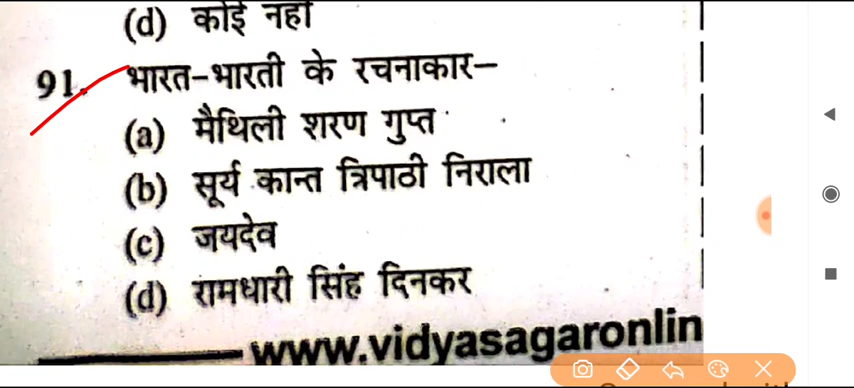 (d) कोई नहीं
91. भारत-भारती के रचनाकार–
(a) मैथिली शरण गुप्त
(b) सूर्य कान्त त्रिपाठी निराला
(c) जयदेव
(d) रामधारी सिंह दिनकर
www.vidyasagaronlin